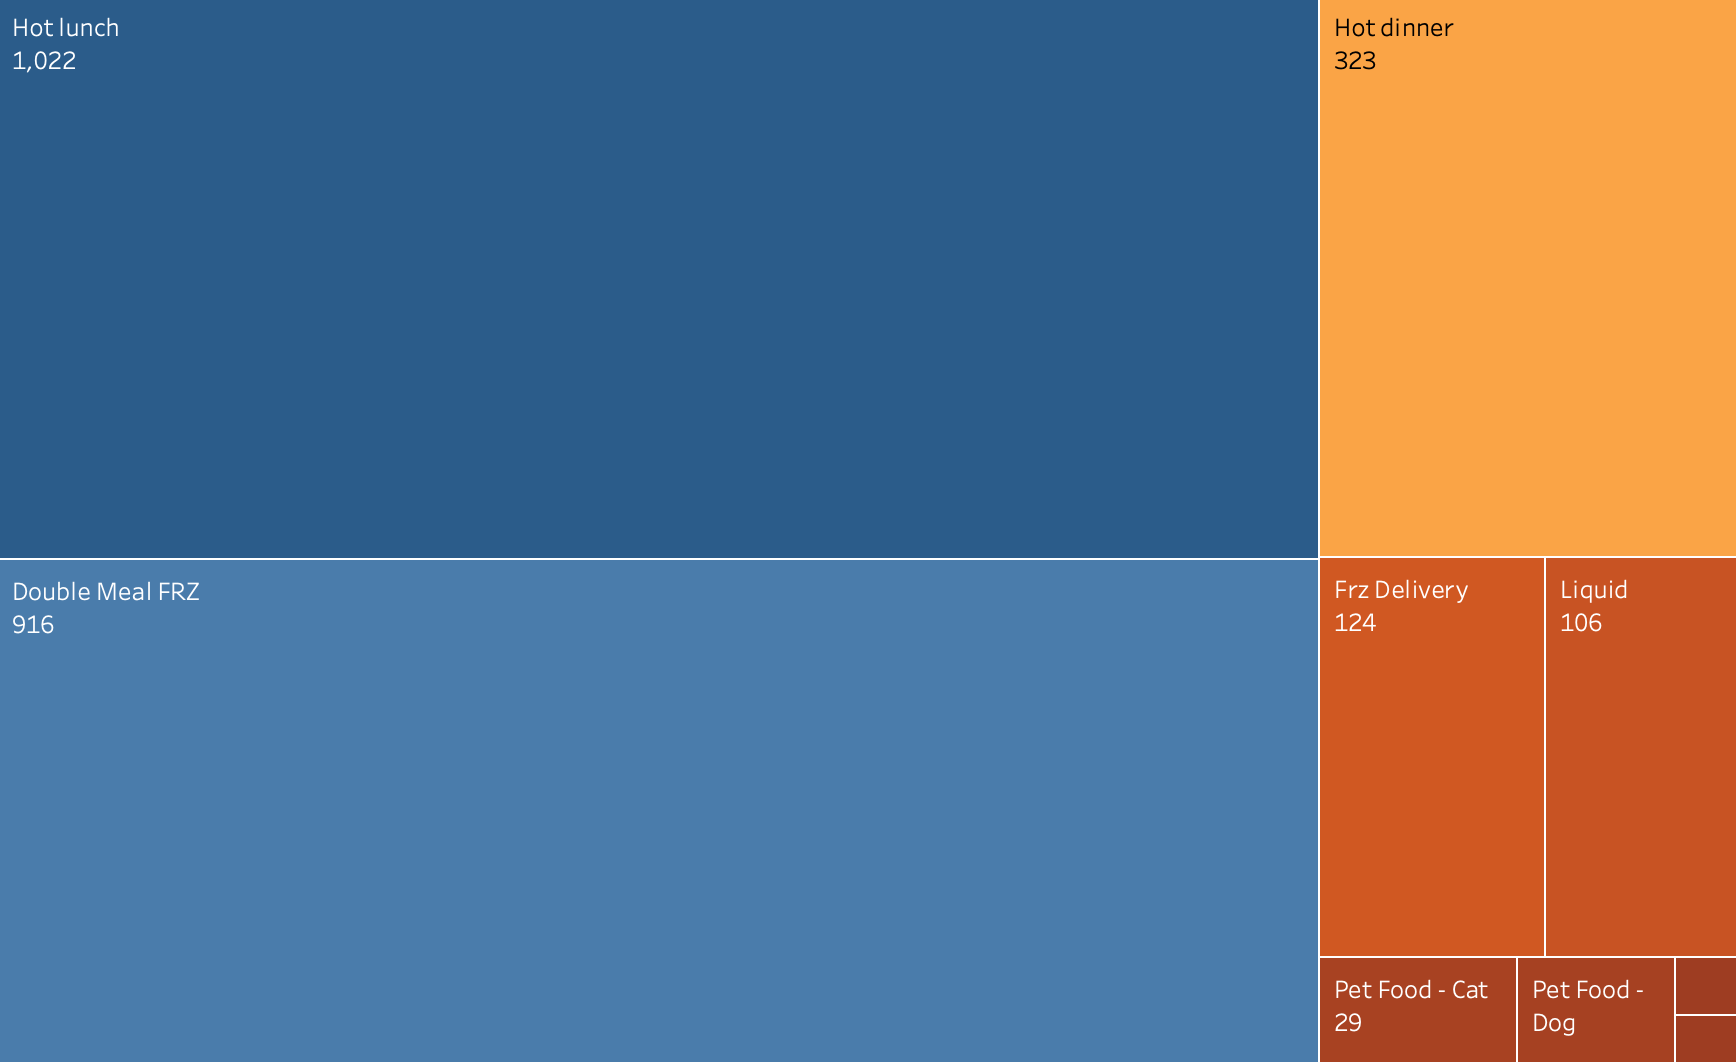 Hot lunch
1,022
Hot dinner
323
Double Meal FRZ
916
Frz Delivery
124
Liquid
106
Pet Food - Cat
29
Pet Food -
Dog